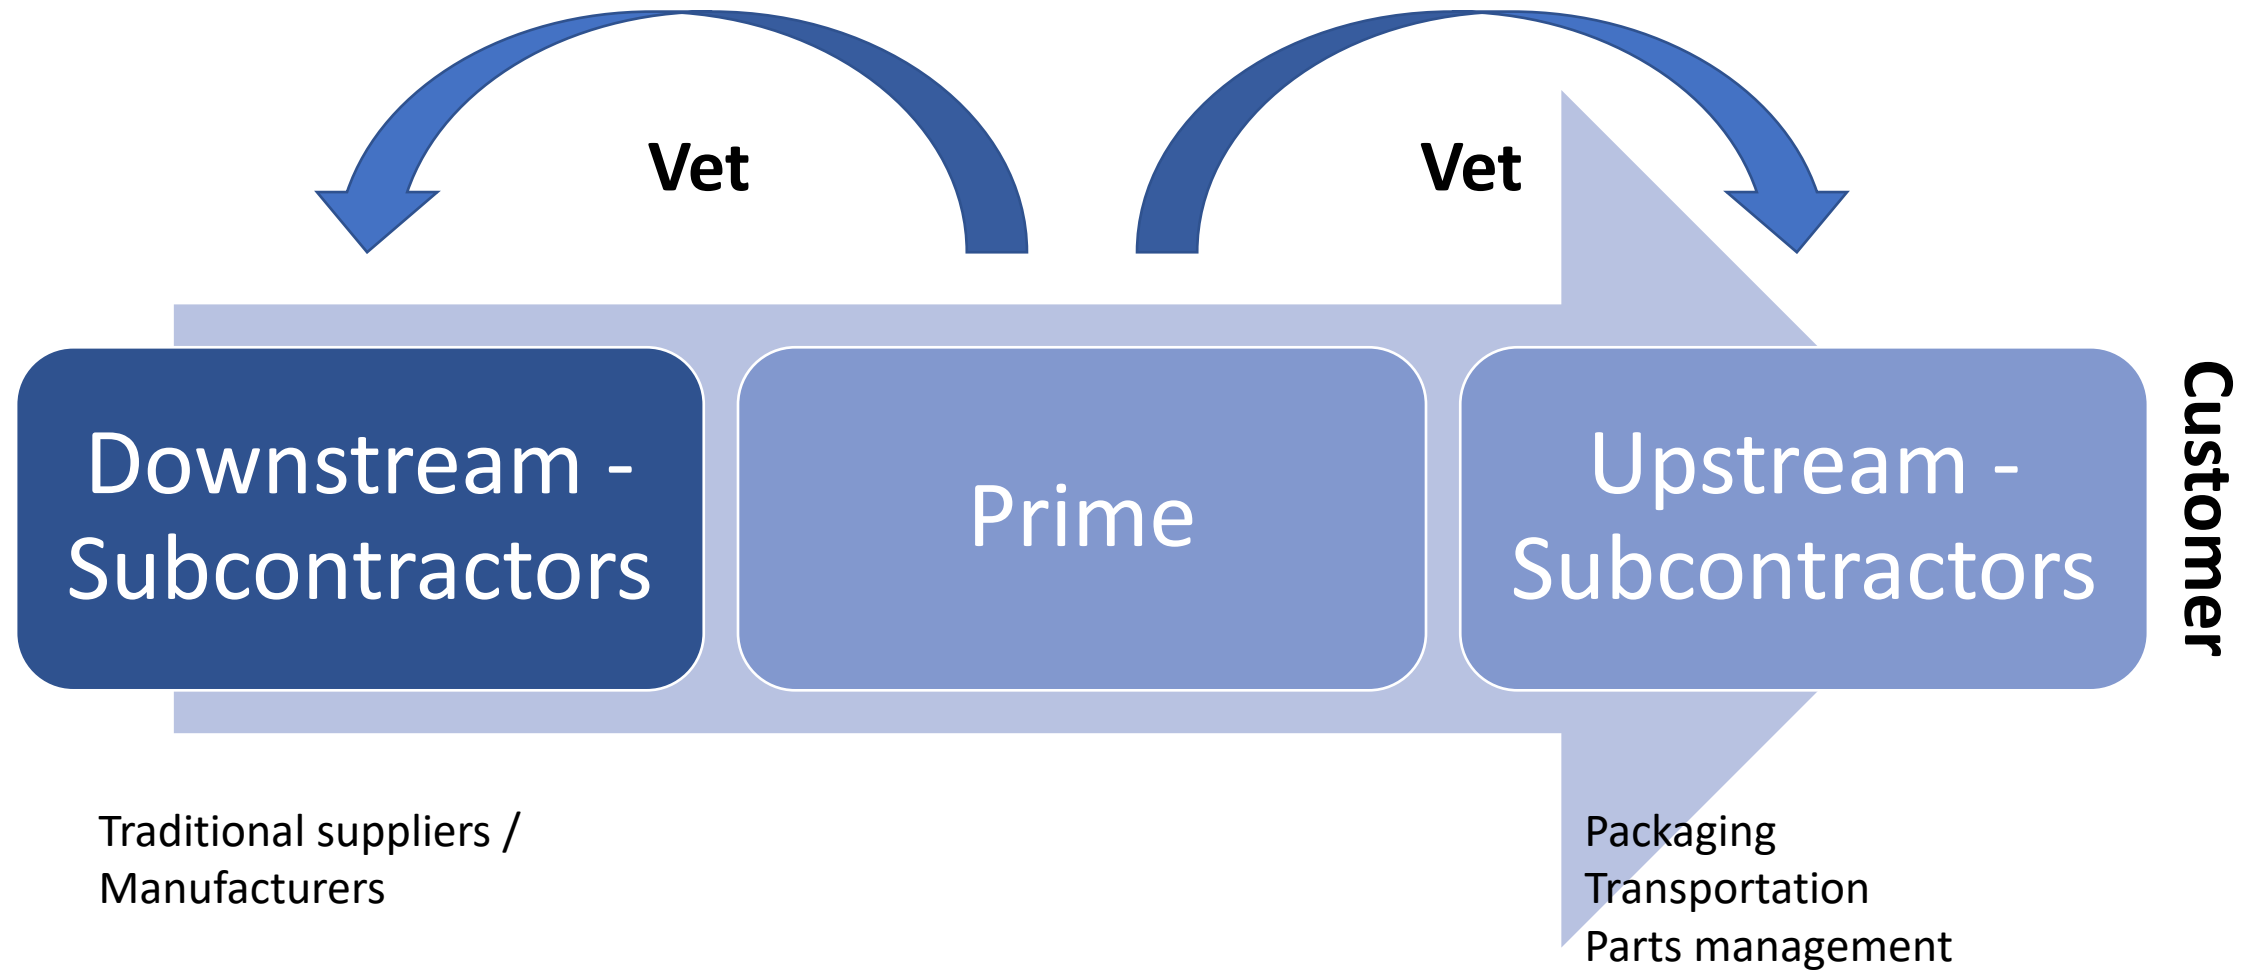 Vet
Vet
Downstream -
Subcontractors
Prime
Upstream -
Subcontractors
Customer
Traditional suppliers /
Manufacturers
Packaging
Transportation
Parts management